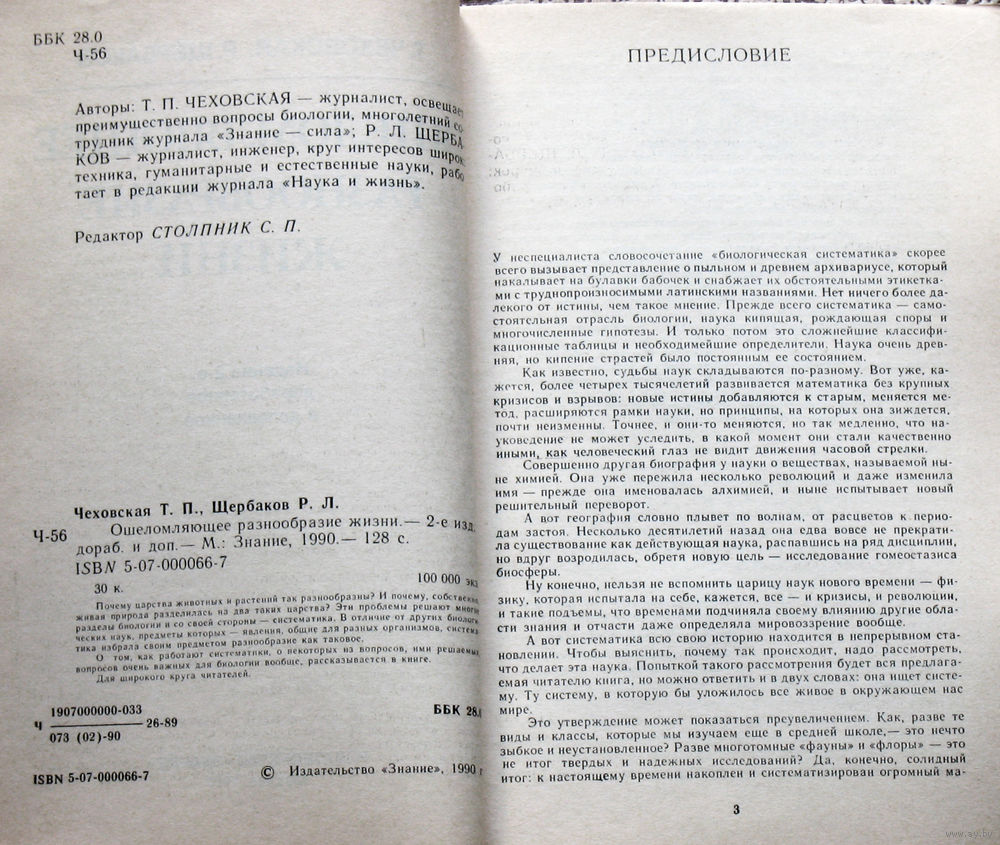 ББК 28.0
Ч-56
Авторы: Т. П. ЧЕХОВСКАЯ — журналист, освещае
преимущественно вопросы биологии, многолетний со-
трудник журнала «Знание — сила»; Р. Л. ЩЕРБА-
КОВ — журналист, инженер, круг интересов широк:
техника, гуманитарные и естественные науки, рабо-
тает в редакции журнала «Наука и жизнь».
Редактор СТОЛПНИК С. П.
Чеховская Т. П., Щербаков Р. Л.
Ч-56
Ошеломляющее разнообразие жизни.— 2-е изд.
дораб. и доп.— М.: Знание, 1990.— 128 с.
ISBN 5-07-000066-7
30 к.
100 000 экз
Почему царства животных и растений так разнообразны? И почему, собственно,
живая природа разделилась на два таких царства? Эти проблемы решают многие
разделы биологии и со своей стороны — систематика. В отличие от других биологи-
ческих наук, предметы которых — явления, общие для разных организмов, система-
тика избрала своим предметом разнообразие как таковое.
О том, как работают систематики, о некоторых из вопросов, ими решаемых,
вопросов очень важных для биологии вообще, рассказывается в книге.
Для широкого круга читателей.
1907000000-033
Ч
26-89
073 (02)-90
ББК 28.0
ISBN 5-07-000066-7
© Издательство «Знание», 1990 г
ПРЕДИСЛОВИЕ
У неспециалиста словосочетание «биологическая систематика» скорее
всего вызывает представление о пыльном и древнем архивариусе, который
накалывает на булавки бабочек и снабжает их обстоятельными этикетка-
ми с труднопроизносимыми латинскими названиями. Нет ничего более да-
лекого от истины, чем такое мнение. Прежде всего систематика — само-
стоятельная отрасль биологии, наука кипящая, рождающая споры и
многочисленные гипотезы. И только потом это сложнейшие классифи-
кационные таблицы и необходимейшие определители. Наука очень древ-
няя, но кипение страстей было постоянным ее состоянием.
Как известно, судьбы наук складываются по-разному. Вот уже, ка-
жется, более четырех тысячелетий развивается математика без крупных
кризисов и взрывов: новые истины добавляются к старым, меняется ме-
тод, расширяются рамки науки, но принципы, на которых она зиждется,
почти неизменны. Точнее, и они-то меняются, но так медленно, что на-
уковедение не может уследить, в какой момент они стали качественно
иными, как человеческий глаз не видит движения часовой стрелки.
Совершенно другая биография у науки о веществах, называемой ны-
не химией. Она уже пережила несколько революций и даже изменила
имя — прежде она именовалась алхимией, и ныне испытывает новый
решительный переворот.
А вот география словно плывет по волнам, от расцветов к перио-
дам застоя. Несколько десятилетий назад она едва вовсе не прекрати-
ла существование как действующая наука, распавшись на ряд дисциплин,
но вдруг возродилась, обретя новую цель — исследование гомеостазиса
биосферы.
Ну конечно, нельзя не вспомнить царицу наук нового времени — фи-
зику, которая испытала на себе, кажется, все — и кризисы, и революции,
и такие подъемы, что временами подчиняла своему влиянию другие обла-
сти знания и отчасти даже определяла мировоззрение вообще.
А вот систематика всю свою историю находится в непрерывном ста-
новлении. Чтобы выяснить, почему так происходит, надо рассмотреть,
что делает эта наука. Попыткой такого рассмотрения будет вся предлага-
емая читателю книга, но можно ответить и в двух словах: она ищет систе-
му. Ту систему, в которую бы уложилось все живое в окружающем нас
мире.
Это утверждение может показаться преувеличением. Как, разве те
виды и классы, которые мы изучаем еще в средней школе,— это нечто
зыбкое и неустановленное? Разве многотомные «фауны» и «флоры» — это
не итог твердых и надежных исследований? Да, конечно, солидный
итог: к настоящему времени накоплен и систематизирован огромный ма-
3
www.ay.by